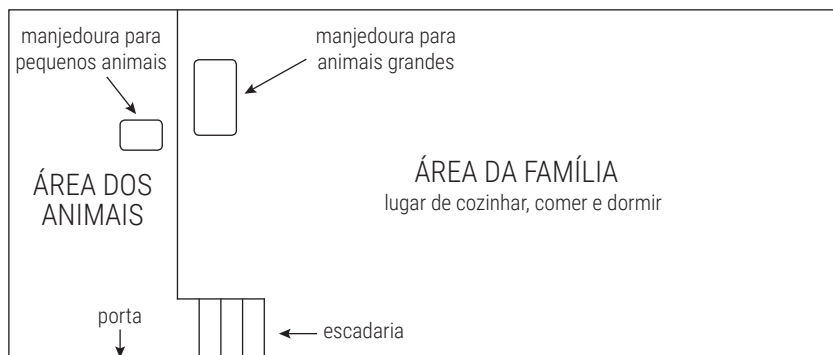 manjedoura para
pequenos animais
manjedoura para
animais grandes
ÁREA DOS
ANIMAIS
ÁREA DA FAMÍLIA
lugar de cozinhar, comer e dormir
porta
escadaria